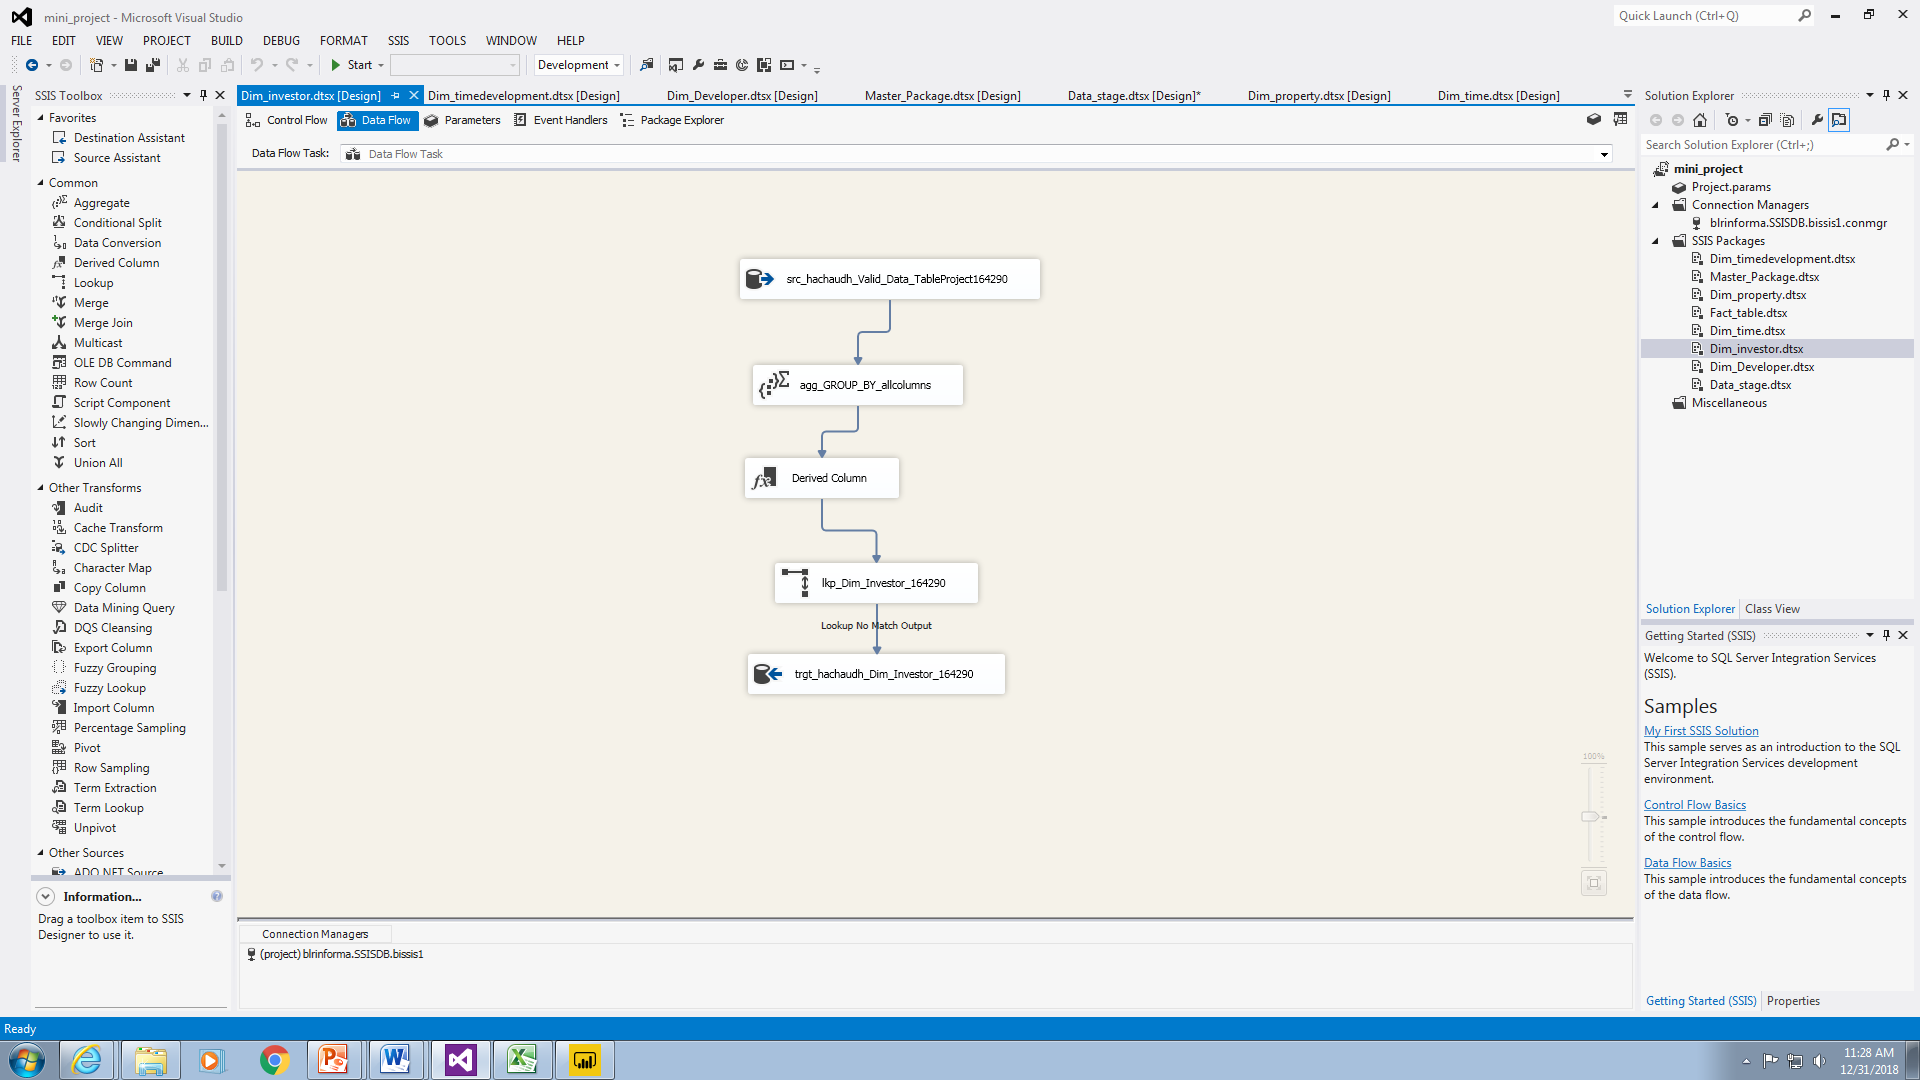 mini_project - Microsoft Visual Studio
Quick Launch (Ctrl+Q)
FILE EDIT VIEW PROJECT BUILD DEBUG FORMAT SSIS TOOLS WINDOW HELP
Start Development
Server Explorer
SSIS Toolbox
Favorites
Destination Assistant
Source Assistant
Common
Aggregate
Conditional Split
Data Conversion
Derived Column
Lookup
Merge
Merge Join
Multicast
OLE DB Command
Row Count
Script Component
Slowly Changing Dimen...
Sort
Union All
Other Transforms
Audit
Cache Transform
CDC Splitter
Character Map
Copy Column
Data Mining Query
DQS Cleansing
Export Column
Fuzzy Grouping
Fuzzy Lookup
Import Column
Percentage Sampling
Pivot
Row Sampling
Term Extraction
Term Lookup
Unpivot
Other Sources
ADO NET Source
Information...
Drag a toolbox item to SSIS
Designer to use it.
Dim_investor.dtsx [Design] Dim_timedevelopment.dtsx [Design] Dim_Developer.dtsx [Design] Master_Package.dtsx [Design] Data_stage.dtsx [Design]* Dim_property.dtsx [Design] Dim_time.dtsx [Design]
Control Flow Data Flow Parameters Event Handlers Package Explorer
Data Flow Task: Data Flow Task
src_hachaudh_Valid_Data_TableProject164290
agg_GROUP_BY_allcolumns
Derived Column
lkp_Dim_Investor_164290
Lookup No Match Output
trgt_hachaudh_Dim_Investor_164290
100%
Connection Managers
(project) blrinforma.SSISDB.bissis1
Solution Explorer
Search Solution Explorer (Ctrl+;)
mini_project
Project.params
Connection Managers
blrinforma.SSISDB.bissis1.conmgr
SSIS Packages
Dim_timedevelopment.dtsx
Master_Package.dtsx
Dim_property.dtsx
Fact_table.dtsx
Dim_time.dtsx
Dim_investor.dtsx
Dim_Developer.dtsx
Data_stage.dtsx
Miscellaneous
Solution Explorer Class View
Getting Started (SSIS)
Welcome to SQL Server Integration Services
(SSIS).
Samples
My First SSIS Solution
This sample serves as an introduction to the SQL
Server Integration Services development
environment.
Control Flow Basics
This sample introduces the fundamental concepts
of the control flow.
Data Flow Basics
This sample introduces the fundamental concepts
of the data flow.
Getting Started (SSIS) Properties
Ready
11:28 AM
12/31/2018